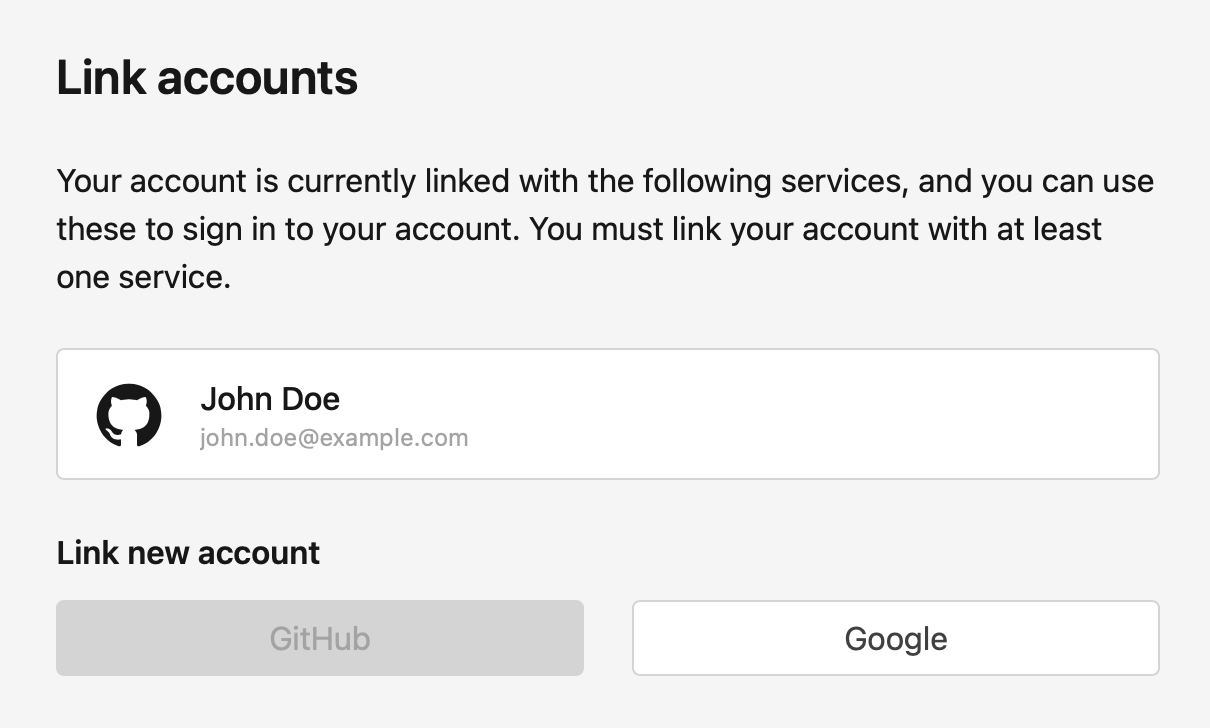 Link accounts
Your account is currently linked with the following services, and you can use
these to sign in to your account. You must link your account with at least
one service.
John Doe
john.doe@example.com
Link new account
GitHub
Google